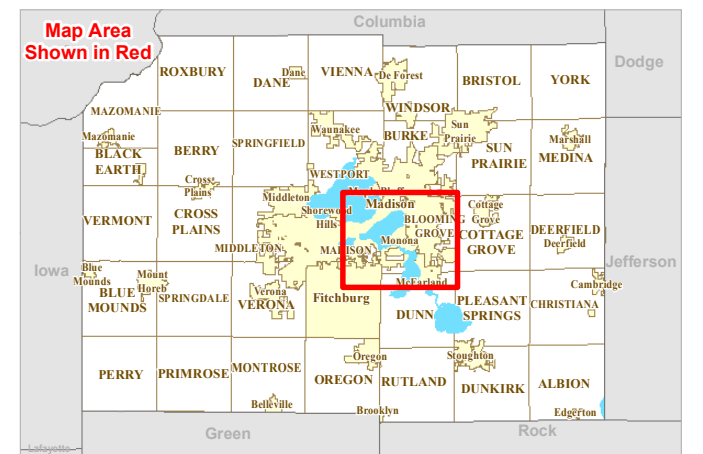 Map Area
Shown in Red
Columbia
Dodge
ROXBURY
DANE
Dane
VIENNA
De Forest
BRISTOL
YORK
MAZOMANIE
WINDSOR
Mazomanie
BLACK
EARTH
BERRY
SPRINGFIELD
Waunakee
BURKE
Sun
Prairie
SUN
PRAIRIE
Marshall
MEDINA
WESTPORT
Cross
Plains
Middleton
Shorewood
Hills
Madison
BLOOMING
GROVE
Cottage
Grove
VERMONT
CROSS
PLAINS
MIDDLETON
MADISON
Monona
COTTAGE
GROVE
DEERFIELD
Deerfield
Iowa
Jefferson
Blue
Mounds
Mount
Horeb
BLUE
MOUNDS
SPRINGDALE
Verona
VERONA
Fitchburg
McFarland
DUNN
PLEASANT
SPRINGS
CHRISTIANA
Cambridge
PERRY
PRIMROSE
MONTROSE
Oregon
OREGON
RUTLAND
Stoughton
DUNKIRK
ALBION
Belleville
Brooklyn
Edgerton
Green
Rock
Lafayette